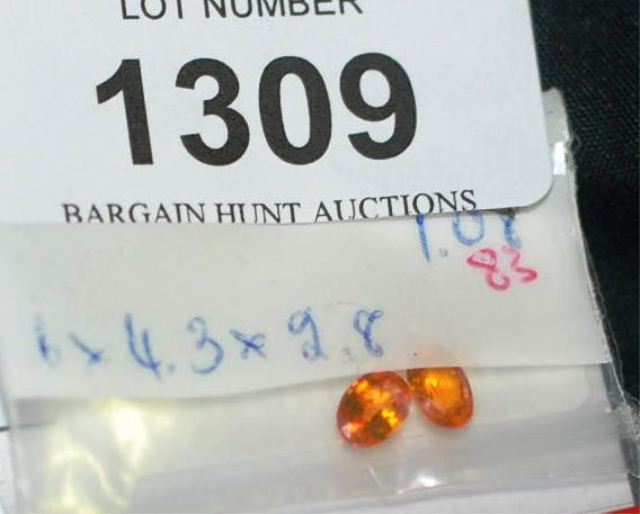 LOT NUMBER
1309
BARGAIN HUNT AUCTIONS
83
6x4.3x2.8